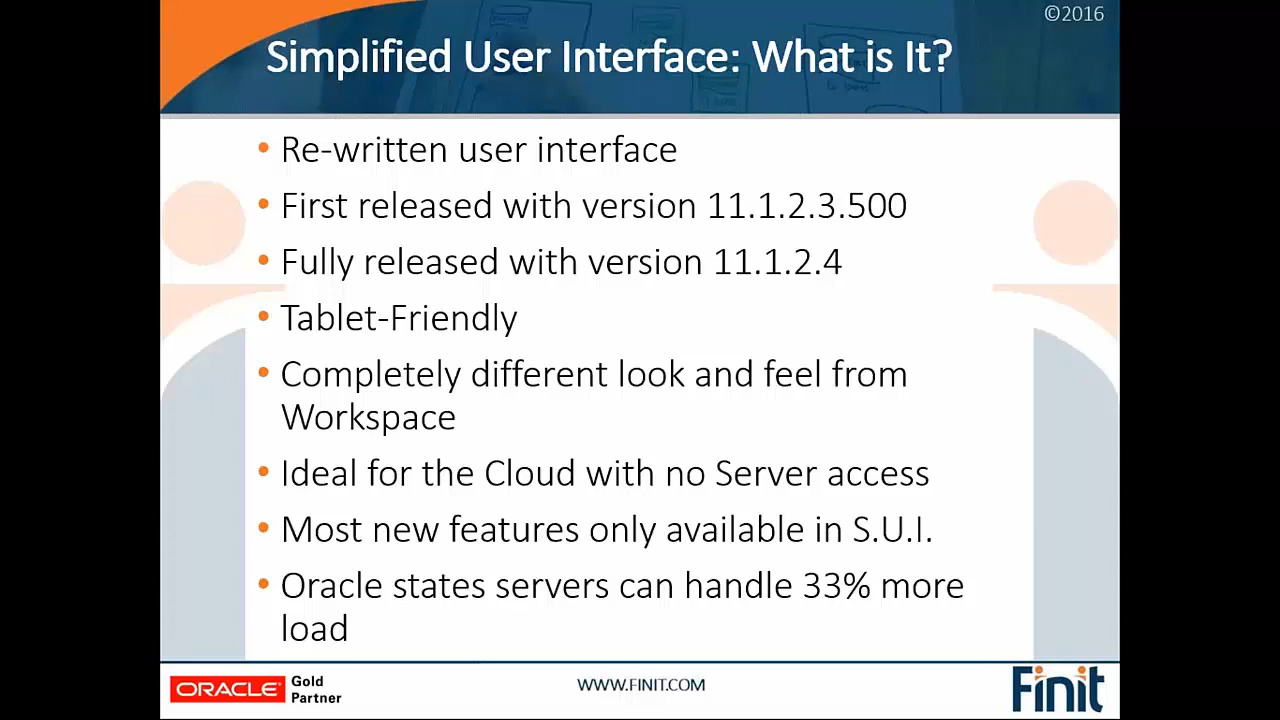 ©2016
Simplified User Interface: What is It?
• Re-written user interface
• First released with version 11.1.2.3.500
• Fully released with version 11.1.2.4
• Tablet-Friendly
• Completely different look and feel from
Workspace
• Ideal for the Cloud with no Server access
• Most new features only available in S.U.I.
• Oracle states servers can handle 33% more
load
ORACLE
Gold
Partner
WWW.FINIT.COM
Finit